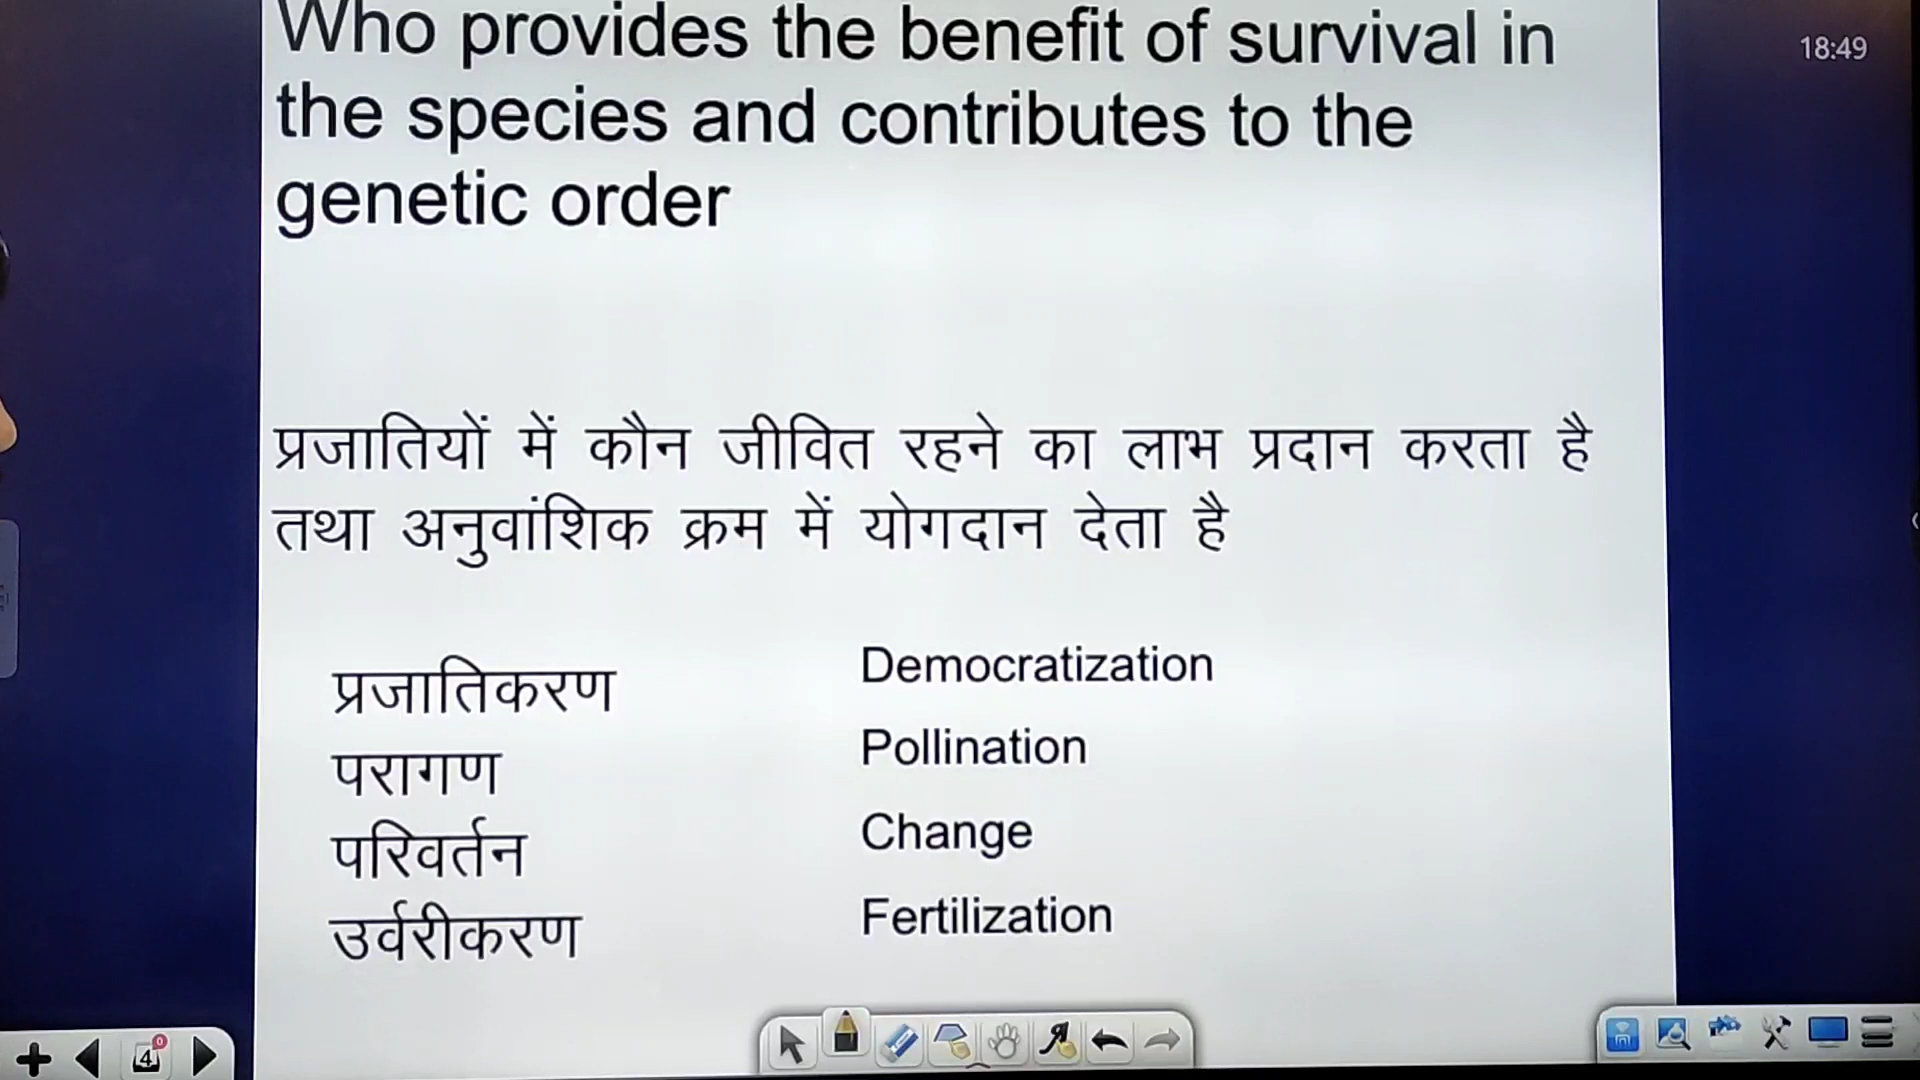 Who provides the benefit of survival in
the species and contributes to the
genetic order
18:49
प्रजातियों में कौन जीवित रहने का लाभ प्रदान करता है
तथा अनुवांशिक क्रम में योगदान देता है
प्रजातिकरण
परागण
परिवर्तन
उर्वरीकरण
Democratization
Pollination
Change
Fertilization
4
0